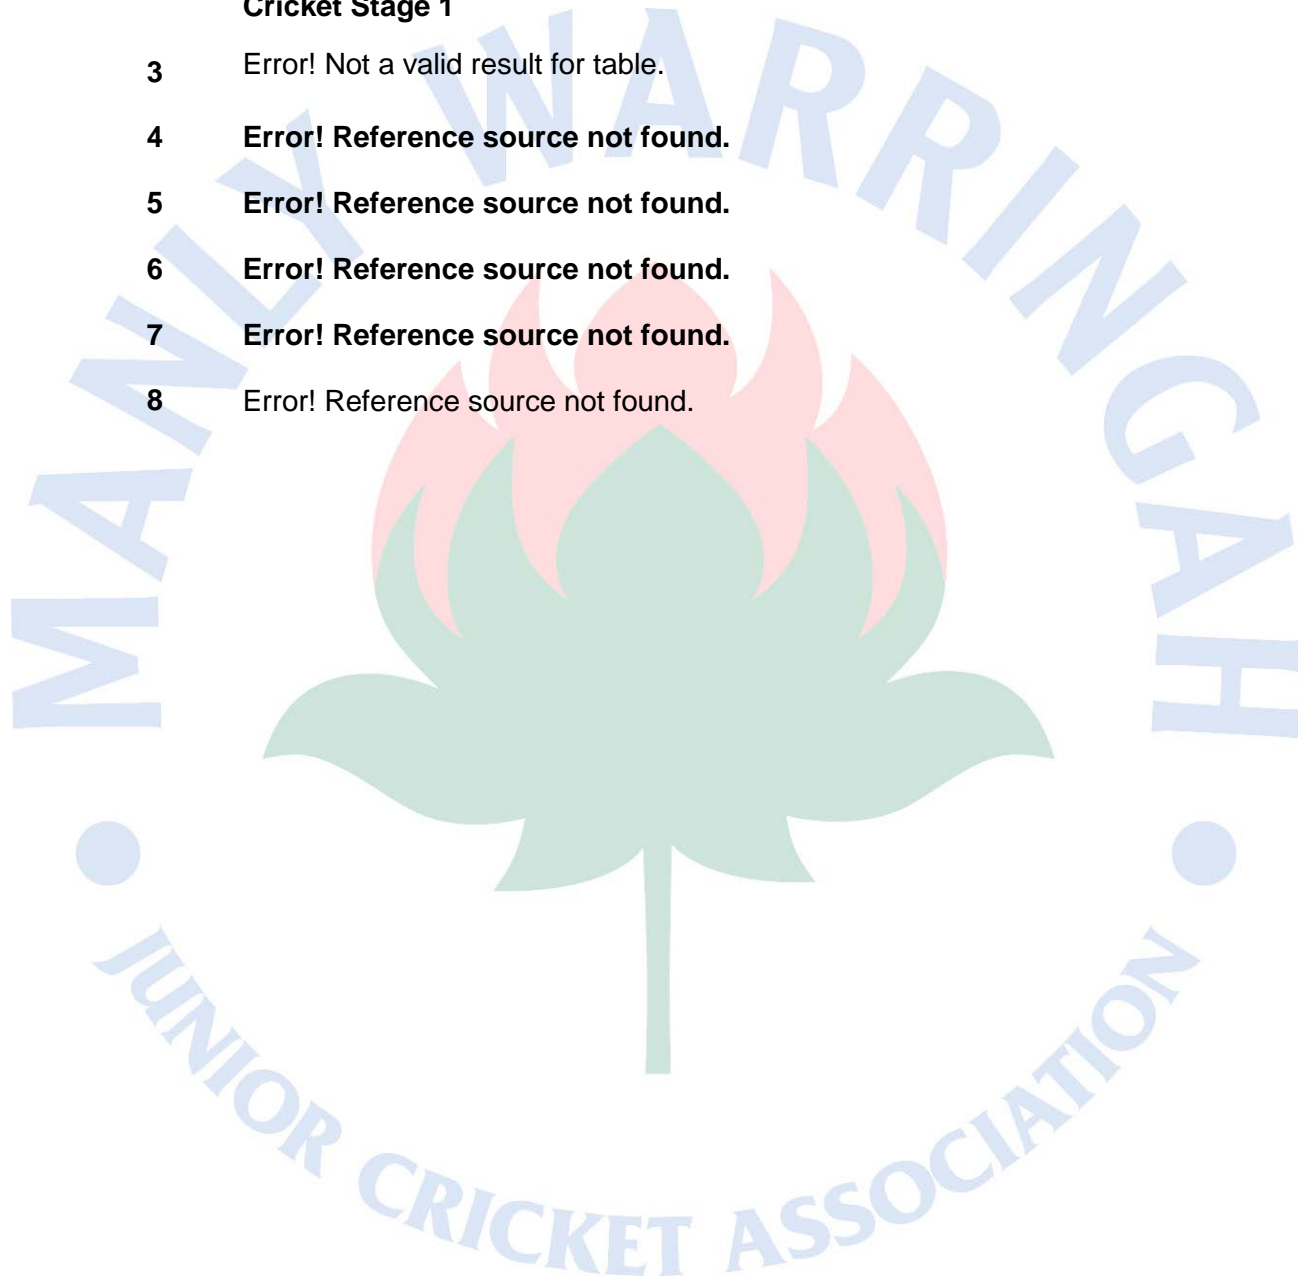 Cricket Stage 1
3 Error! Not a valid result for table.
4 Error! Reference source not found.
5 Error! Reference source not found.
6 Error! Reference source not found.
7 Error! Reference source not found.
8 Error! Reference source not found.
MANLY WARRINGAH
JUNIOR CRICKET ASSOCIATION